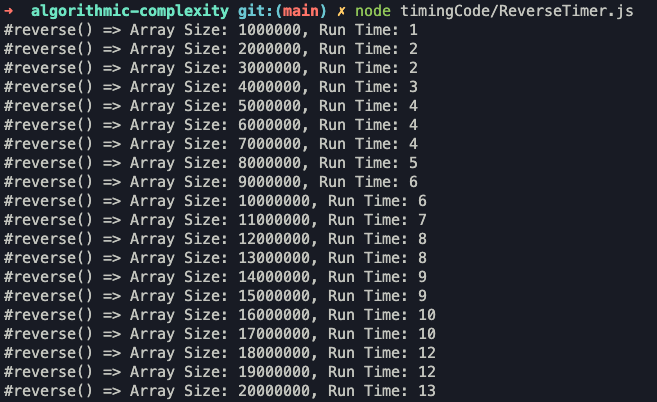 ➜  algorithmic-complexity git:(main) ✗ node timingCode/ReverseTimer.js
#reverse() => Array Size: 1000000, Run Time: 1
#reverse() => Array Size: 2000000, Run Time: 2
#reverse() => Array Size: 3000000, Run Time: 2
#reverse() => Array Size: 4000000, Run Time: 3
#reverse() => Array Size: 5000000, Run Time: 4
#reverse() => Array Size: 6000000, Run Time: 4
#reverse() => Array Size: 7000000, Run Time: 4
#reverse() => Array Size: 8000000, Run Time: 5
#reverse() => Array Size: 9000000, Run Time: 6
#reverse() => Array Size: 10000000, Run Time: 6
#reverse() => Array Size: 11000000, Run Time: 7
#reverse() => Array Size: 12000000, Run Time: 8
#reverse() => Array Size: 13000000, Run Time: 8
#reverse() => Array Size: 14000000, Run Time: 9
#reverse() => Array Size: 15000000, Run Time: 9
#reverse() => Array Size: 16000000, Run Time: 10
#reverse() => Array Size: 17000000, Run Time: 10
#reverse() => Array Size: 18000000, Run Time: 12
#reverse() => Array Size: 19000000, Run Time: 12
#reverse() => Array Size: 20000000, Run Time: 13